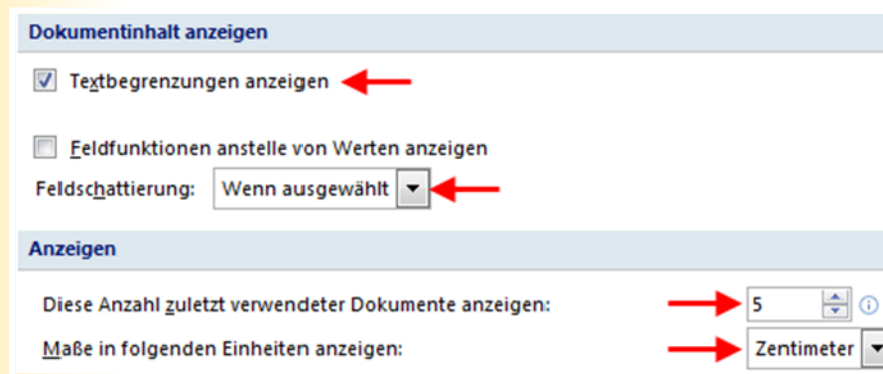 Dokumentinhalt anzeigen
Textbegrenzungen anzeigen
Feldfunktionen anstelle von Werten anzeigen
Feldschattierung: Wenn ausgewählt
Anzeigen
Diese Anzahl zuletzt verwendeter Dokumente anzeigen: 5
Maße in folgenden Einheiten anzeigen: Zentimeter